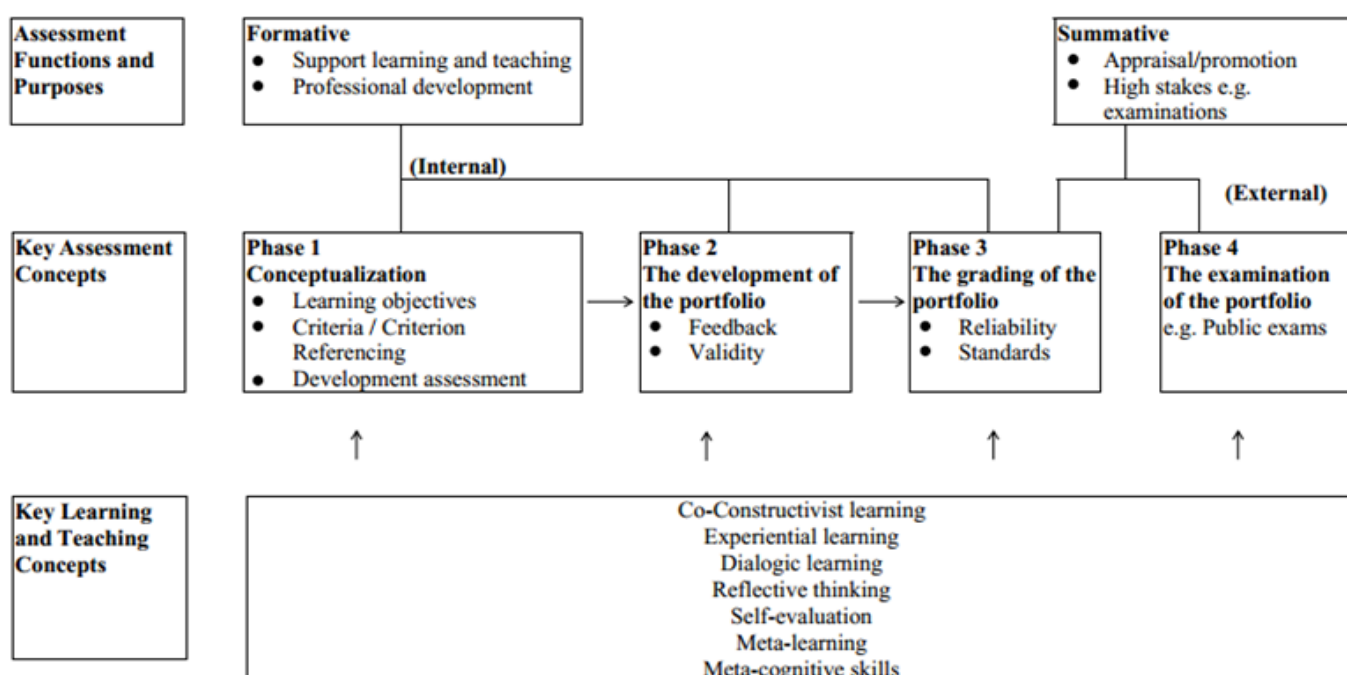 Assessment
Functions and
Purposes
Formative
● Support learning and teaching
● Professional development
Summative
● Appraisal/promotion
● High stakes e.g.
examinations
(Internal)
(External)
Key Assessment
Concepts
Phase 1
Conceptualization
● Learning objectives
● Criteria / Criterion
Referencing
● Development assessment
Phase 2
The development of
the portfolio
● Feedback
● Validity
Phase 3
The grading of the
portfolio
● Reliability
● Standards
Phase 4
The examination
of the portfolio
e.g. Public exams
Key Learning
and Teaching
Concepts
Co-Constructivist learning
Experiential learning
Dialogic learning
Reflective thinking
Self-evaluation
Meta-learning
Meta-cognitive skills